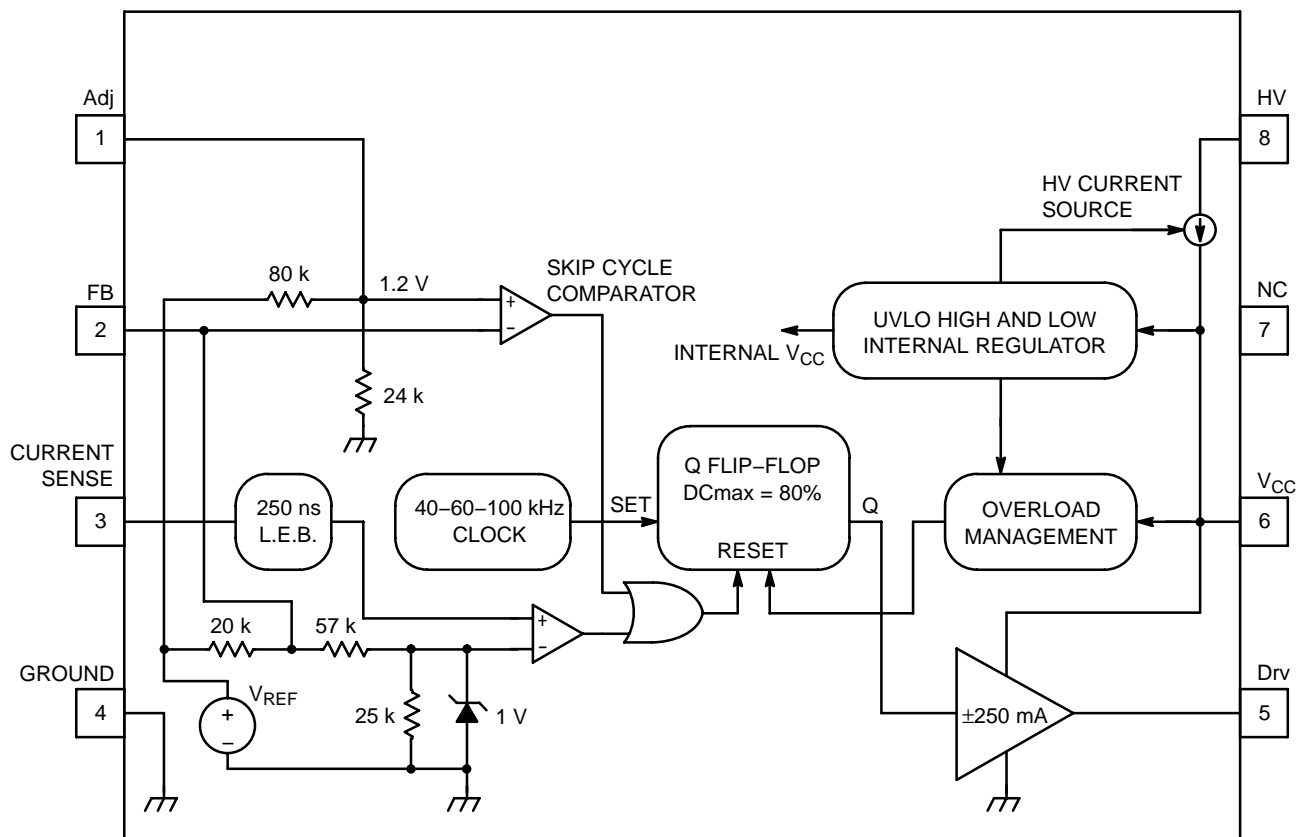 Adj
1
HV
8
HV CURRENT
SOURCE
80 k
1.2 V
SKIP CYCLE
COMPARATOR
FB
2
+
−
NC
7
UVLO HIGH AND LOW
INTERNAL REGULATOR
INTERNAL VCC
24 k
CURRENT
SENSE
3
250 ns
L.E.B.
40−60−100 kHz
CLOCK
SET
Q FLIP−FLOP
DCmax = 80%
RESET
Q
OVERLOAD
MANAGEMENT
VCC
6
20 k
57 k
+
−
GROUND
4
VREF
+
−
25 k
1 V
±250 mA
Drv
5